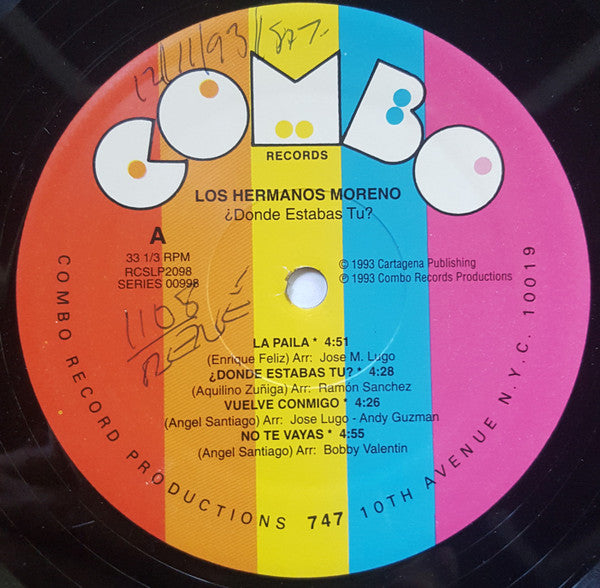 12/11/93
COMBO
RECORDS
LOS HERMANOS MORENO
¿Donde Estabas Tu?
A
33 1/3 RPM
RCSLP2098
SERIES 00998
© 1993 Cartagena Publishing
℗ 1993 Combo Records Productions
1108
LA PAILA * 4:51
(Enrique Feliz) Arr: Jose M. Lugo
¿DONDE ESTABAS TU? * 4:28
(Aquilino Zuñiga) Arr: Ramón Sanchez
VUELVE CONMIGO * 4:26
(Angel Santiago) Arr: Jose Lugo - Andy Guzman
NO TE VAYAS * 4:55
(Angel Santiago) Arr: Bobby Valentin
COMBO RECORD PRODUCTIONS 747 10TH AVENUE N.Y.C. 10019